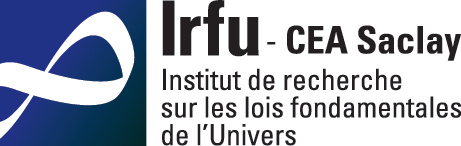 Irfu - CEA Saclay
Institut de recherche
sur les lois fondamentales
de l'Univers